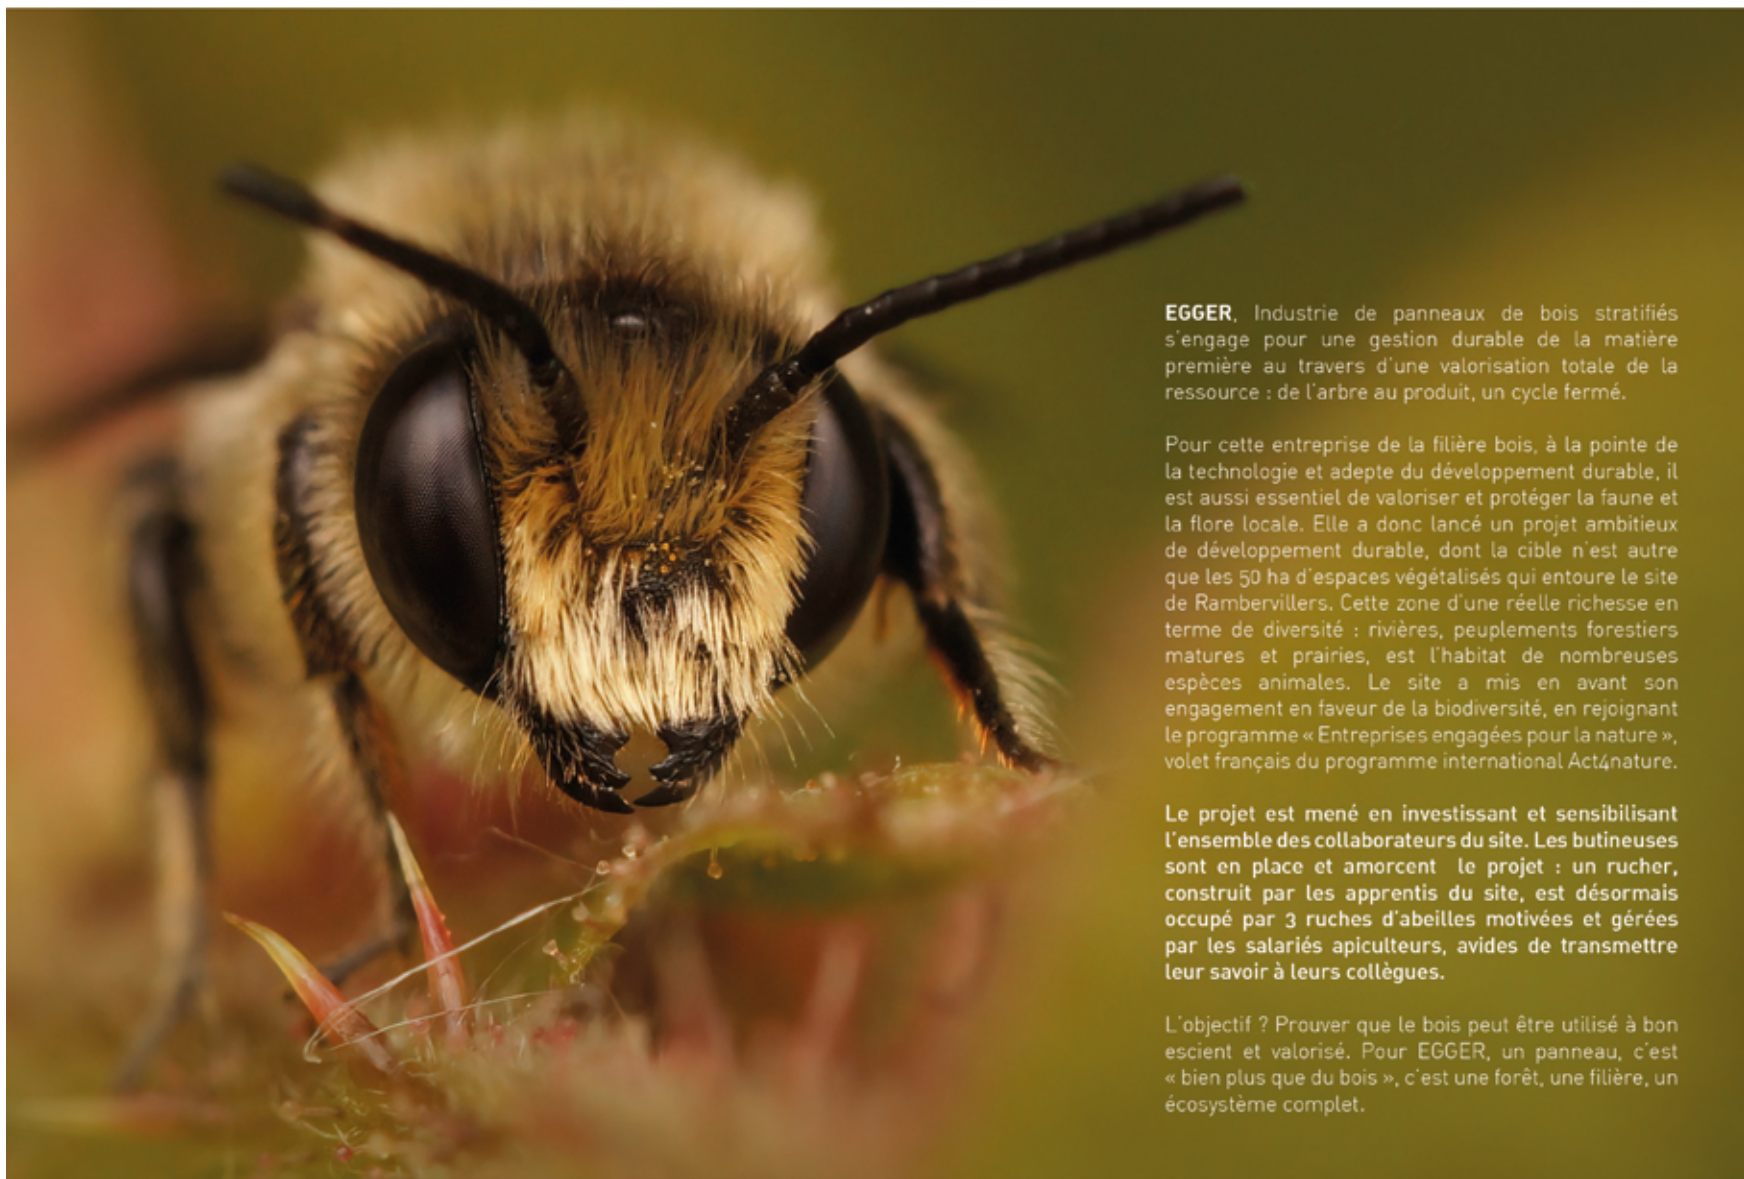 EGGER, Industrie de panneaux de bois stratifiés
s'engage pour une gestion durable de la matière
première au travers d'une valorisation totale de la
ressource : de l'arbre au produit, un cycle fermé.
Pour cette entreprise de la filière bois, à la pointe de
la technologie et adepte du développement durable, il
est aussi essentiel de valoriser et protéger la faune et
la flore locale. Elle a donc lancé un projet ambitieux
de développement durable, dont la cible n'est autre
que les 50 ha d'espaces végétalisés qui entoure le site
de Rambervillers. Cette zone d'une réelle richesse en
terme de diversité : rivières, peuplements forestiers
matures et prairies, est l'habitat de nombreuses
espèces animales. Le site a mis en avant son
engagement en faveur de la biodiversité, en rejoignant
le programme « Entreprises engagées pour la nature »,
volet français du programme international Act4nature.
Le projet est mené en investissant et sensibilisant
l'ensemble des collaborateurs du site. Les butineuses
sont en place et amorcent le projet : un rucher,
construit par les apprentis du site, est désormais
occupé par 3 ruches d'abeilles motivées et gérées
par les salariés apiculteurs, avides de transmettre
leur savoir à leurs collègues.
L'objectif ? Prouver que le bois peut être utilisé à bon
escient et valorisé. Pour EGGER, un panneau, c'est
« bien plus que du bois », c'est une forêt, une filière, un
écosystème complet.